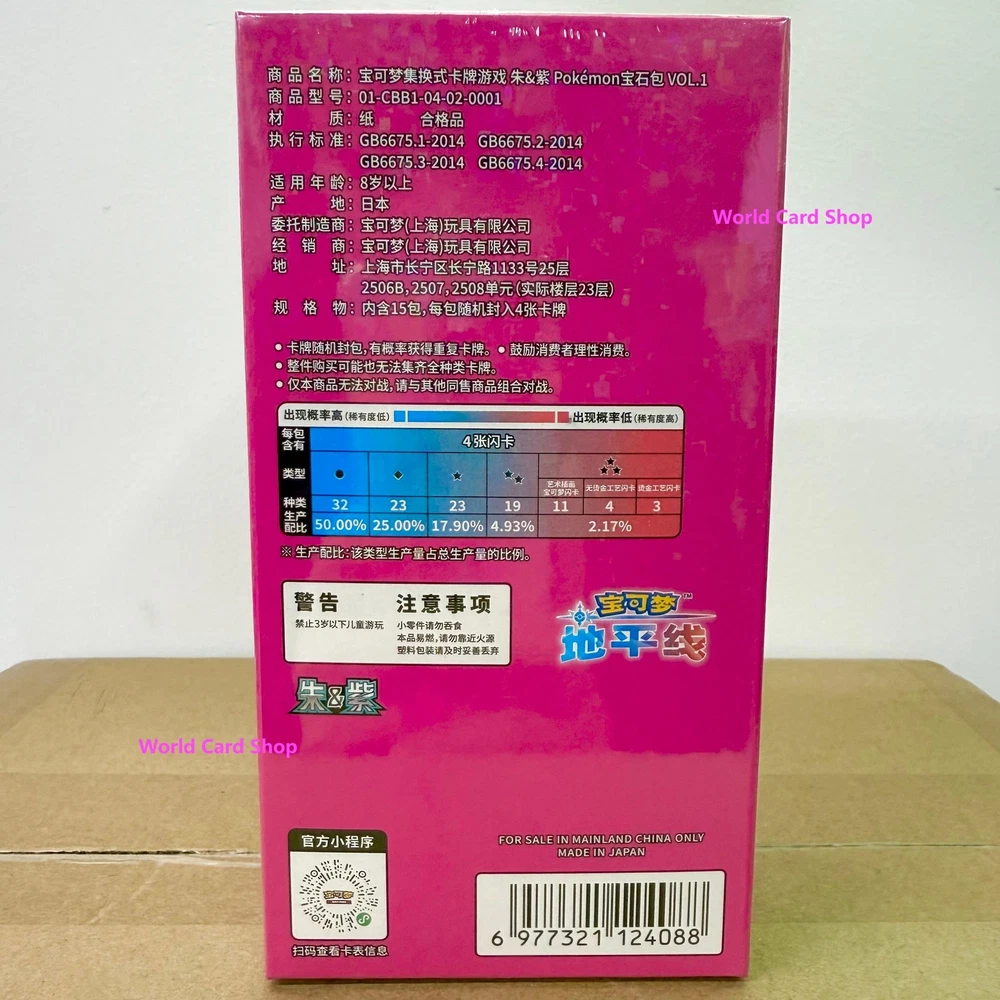 商品名称：宝可梦集换式卡牌游戏 朱&紫 Pokémon宝石包 VOL.1
商品型号：01-CBB1-04-02-0001
材质：纸 合格品
执行标准：GB6675.1-2014 GB6675.2-2014
GB6675.3-2014 GB6675.4-2014
适用年龄：8岁以上
产地：日本
委托制造商：宝可梦(上海)玩具有限公司
经销商：宝可梦(上海)玩具有限公司
地址：上海市长宁区长宁路1133号25层
2506B,2507,2508单元(实际楼层23层)
规格物：内含15包,每包随机封入4张卡牌
World Card Shop
● 卡牌随机封包,有概率获得重复卡牌。● 鼓励消费者理性消费。
● 整件购买可能也无法集齐全种类卡牌。
● 仅本商品无法对战,请与其他同售商品组合对战。
出现概率高(稀有度低) 出现概率低(稀有度高)
每包含有 4张闪卡
类型 ● ◆ ★ ★★ ★★★
艺术插画宝可梦闪卡 无烫金工艺闪卡 烫金工艺闪卡
种类 32 23 23 19 11 4 3
生产配比 50.00% 25.00% 17.90% 4.93% 2.17%
※ 生产配比:该类型生产量占总生产量的比例。
警告 注意事项
禁止3岁以下儿童游玩 小零件请勿吞食
本品易燃,请勿靠近火源
塑料包装请及时妥善丢弃
宝可梦™
地平线
朱&紫
World Card Shop
官方小程序
宝可梦
扫码查看卡表信息
FOR SALE IN MAINLAND CHINA ONLY
MADE IN JAPAN
6 977321 124088